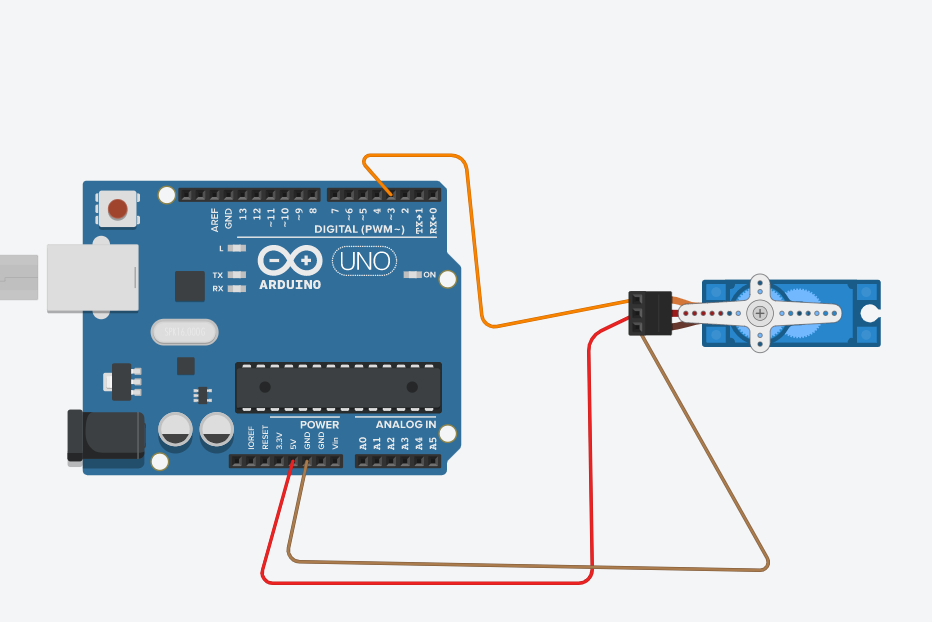 AREF
GND
13
12
~11
~10
~9
8
7
~6
~5
4
~3
2
TX→1
RX←0
DIGITAL (PWM~)
L
TX
RX
UNO
ON
ARDUINO
POWER
ANALOG IN
IOREF
RESET
3.3V
5V
GND
GND
Vin
A0
A1
A2
A3
A4
A5